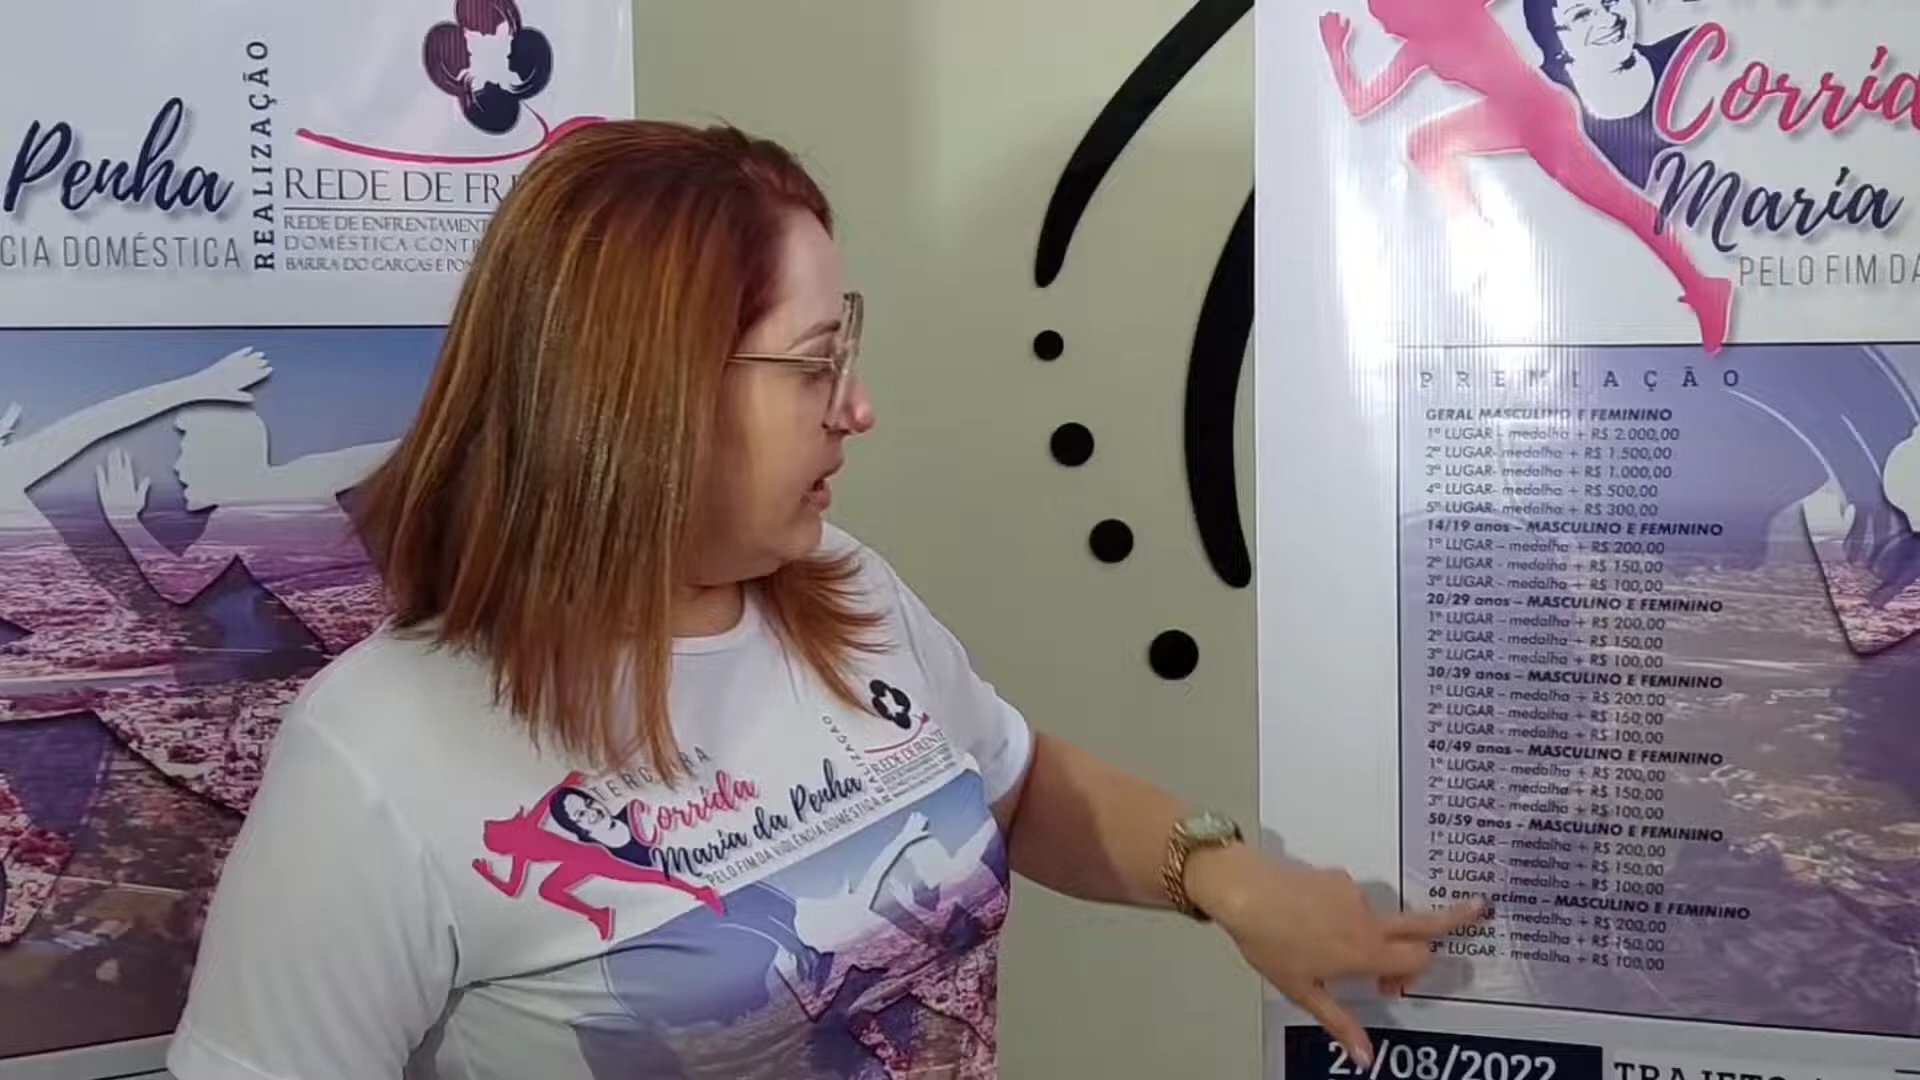 Penha
CIA DOMÉSTICA
REALIZAÇÃO
REDE DE
REDE DE
DOMÉSTICA
BARRA DO GARÇAS E
TERCEIRA
Corrida
Maria da Penha
PELO FIM DA VIOLÊNCIA DOMÉSTICA
REDE DE FRENTE
Maria
PELO FIM DA
PREMIAÇÃO
GERAL MASCULINO E FEMININO
1º LUGAR - medalha + R$ 2.000,00
2º LUGAR- medalha + R$ 1.500,00
3º LUGAR- medalha + R$ 1.000,00
4º LUGAR- medalha + R$ 500,00
5º LUGAR- medalha + R$ 300,00
14/19 anos – MASCULINO E FEMININO
1º LUGAR – medalha + R$ 200,00
2º LUGAR - medalha + R$ 150,00
3º LUGAR - medalha + R$ 100,00
20/29 anos – MASCULINO E FEMININO
1º LUGAR – medalha + R$ 200,00
2º LUGAR - medalha + R$ 150,00
3º LUGAR - medalha + R$ 100,00
30/39 anos – MASCULINO E FEMININO
1º LUGAR – medalha + R$ 200,00
2º LUGAR - medalha + R$ 150,00
3º LUGAR - medalha + R$ 100,00
40/49 anos – MASCULINO E FEMININO
1º LUGAR – medalha + R$ 200,00
2º LUGAR - medalha + R$ 150,00
3º LUGAR - medalha + R$ 100,00
50/59 anos – MASCULINO E FEMININO
1º LUGAR – medalha + R$ 200,00
2º LUGAR - medalha + R$ 150,00
3º LUGAR - medalha + R$ 100,00
60 anos acima – MASCULINO E FEMININO
1º LUGAR – medalha + R$ 200,00
LUGAR - medalha + R$ 150,00
3º LUGAR - medalha + R$ 100,00
27/08/2022
TRAJETO